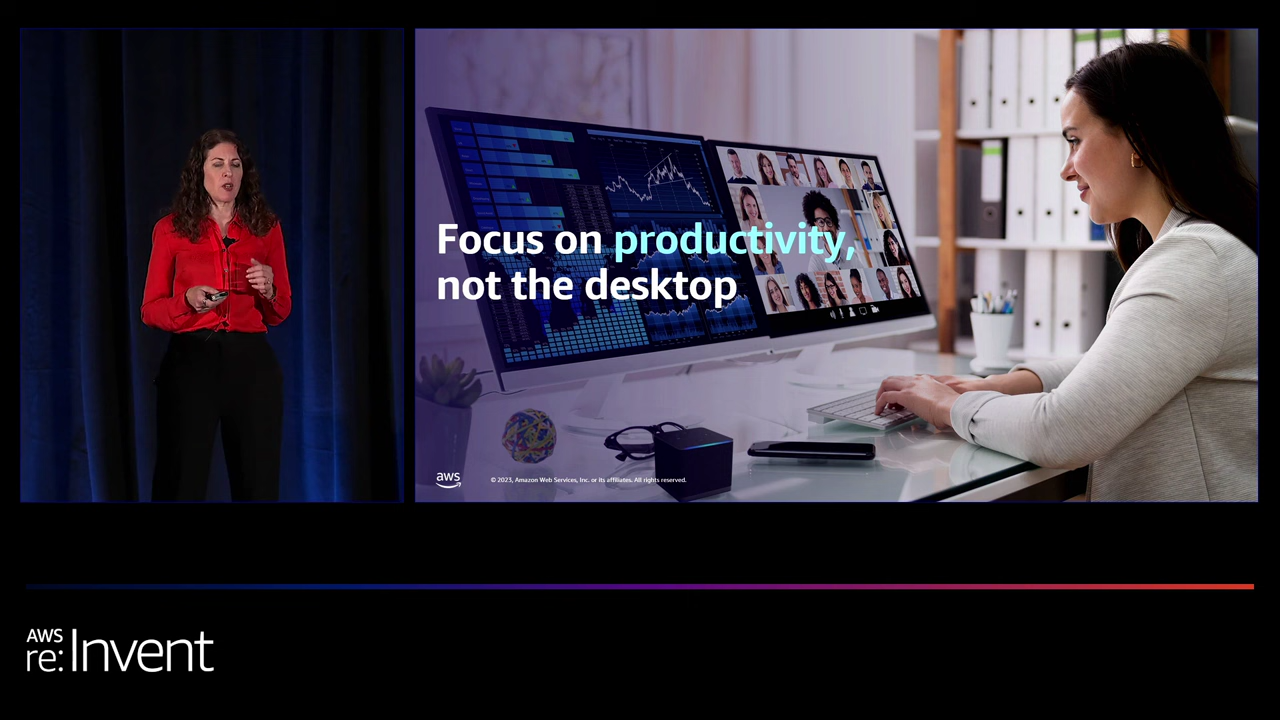 Focus on productivity,
not the desktop
aws
© 2023, Amazon Web Services, Inc. or its affiliates. All rights reserved.
AWS
re:Invent